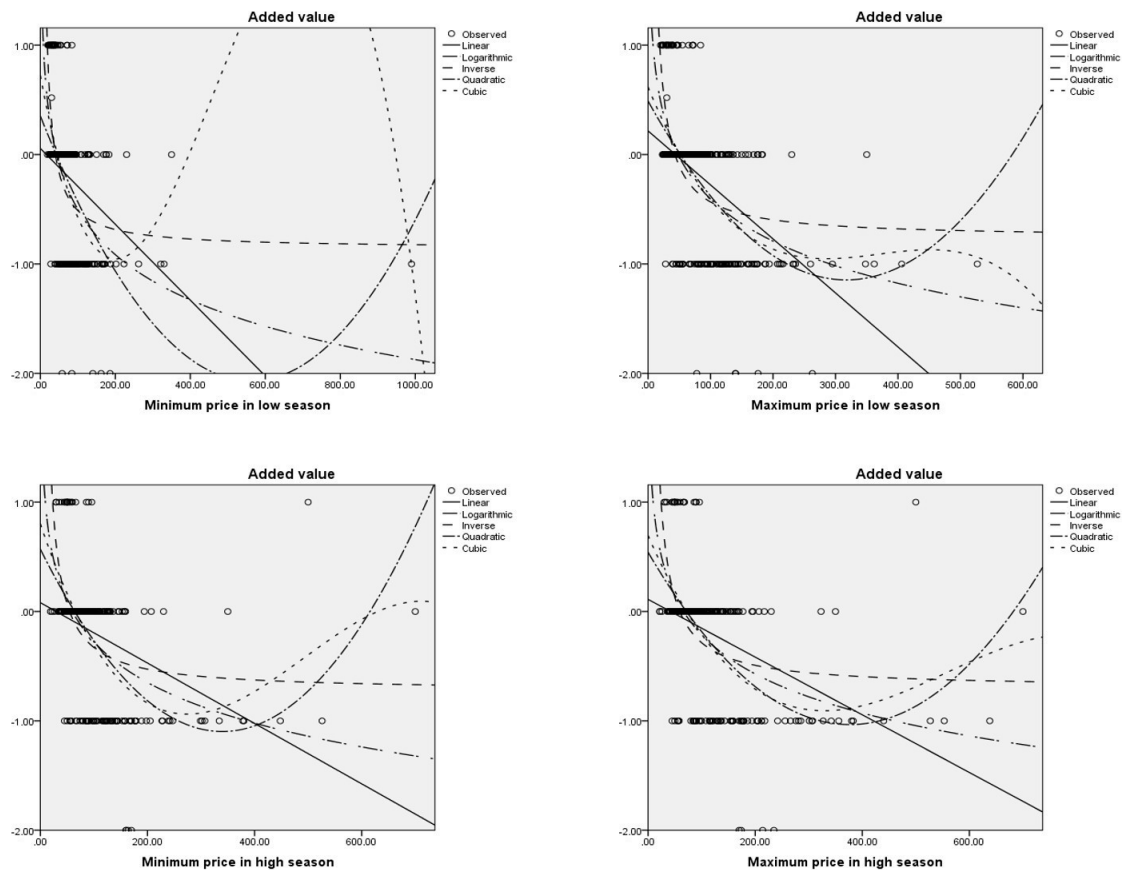 Added value
1.00
.00
-1.00
-2.00
.00 200.00 400.00 600.00 800.00 1000.00
Minimum price in low season
Observed
Linear
Logarithmic
Inverse
Quadratic
Cubic
Added value
1.00
.00
-1.00
-2.00
.00 100.00 200.00 300.00 400.00 500.00 600.00
Maximum price in low season
Observed
Linear
Logarithmic
Inverse
Quadratic
Cubic
Added value
1.00
.00
-1.00
-2.00
.00 200.00 400.00 600.00
Minimum price in high season
Observed
Linear
Logarithmic
Inverse
Quadratic
Cubic
Added value
1.00
.00
-1.00
-2.00
.00 200.00 400.00 600.00
Maximum price in high season
Observed
Linear
Logarithmic
Inverse
Quadratic
Cubic